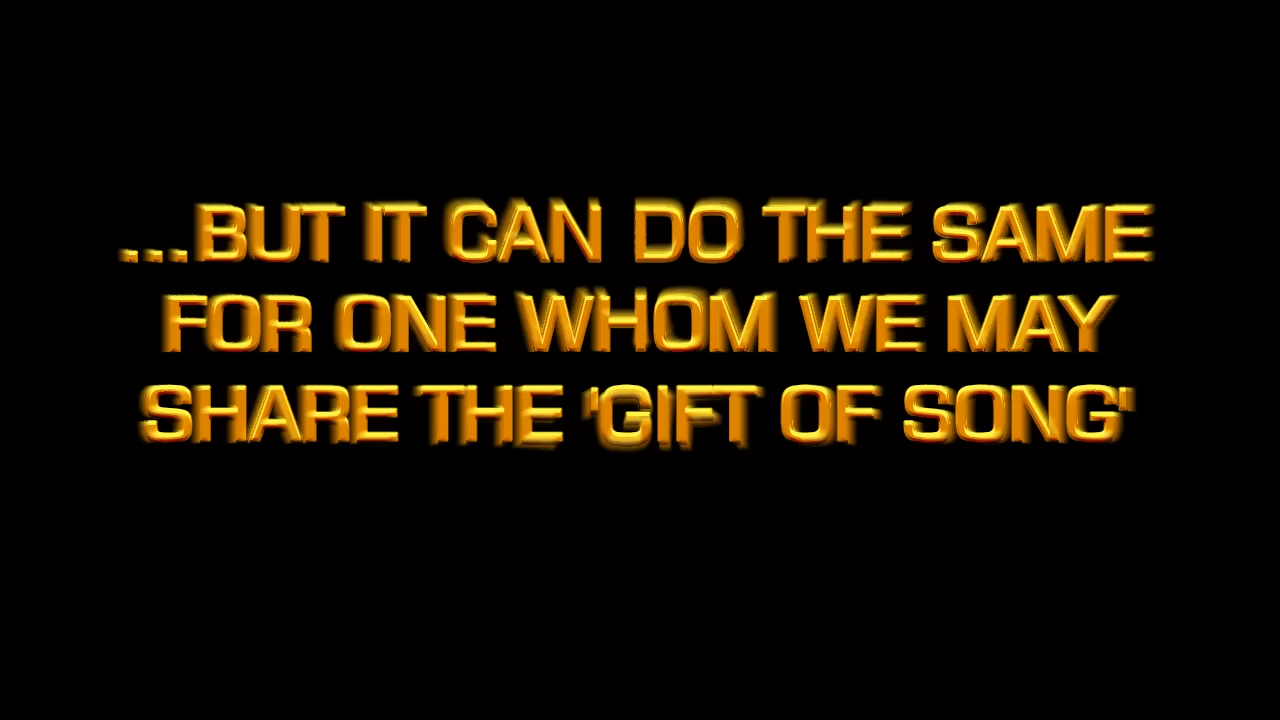 ...BUT IT CAN DO THE SAME
FOR ONE WHOM WE MAY
SHARE THE 'GIFT OF SONG'